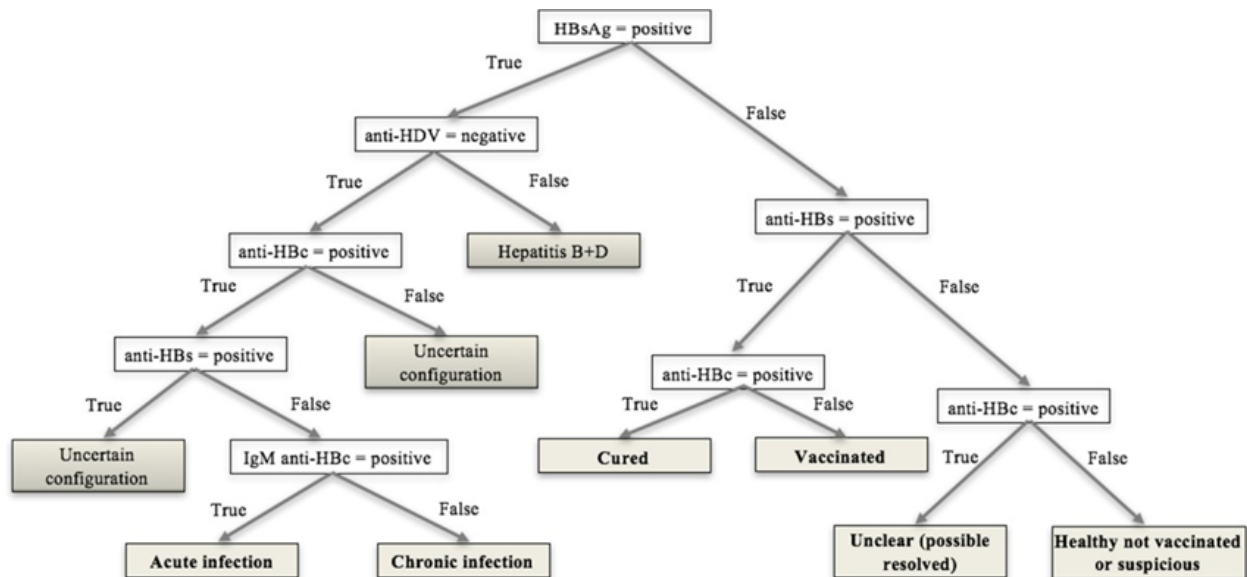 HBsAg = positive
True
False
anti-HDV = negative
True
False
anti-HBs = positive
anti-HBc = positive
Hepatitis B+D
True
False
True
False
anti-HBs = positive
Uncertain
configuration
anti-HBc = positive
anti-HBc = positive
True
False
True
False
Uncertain
configuration
IgM anti-HBc = positive
Cured
Vaccinated
True
False
True
False
Acute infection
Chronic infection
Unclear (possible
resolved)
Healthy not vaccinated
or suspicious